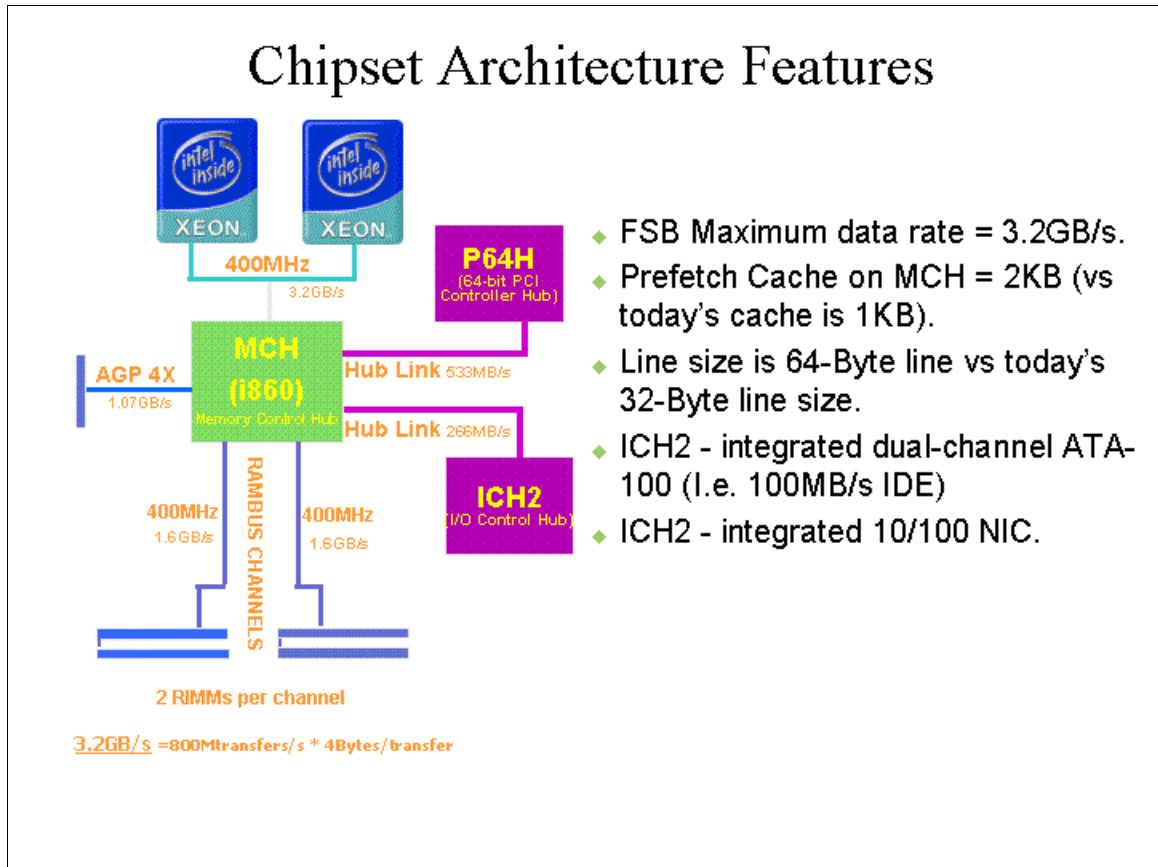 Chipset Architecture Features
intel
inside
XEON™
intel
inside
XEON™
400MHz
3.2GB/s
P64H
(64-bit PCI
Controller Hub)
MCH
(i860)
Memory Control Hub
Hub Link 533MB/s
AGP 4X
1.07GB/s
Hub Link 266MB/s
ICH2
(I/O Control Hub)
400MHz
1.6GB/s
RAMBUS CHANNELS
400MHz
1.6GB/s
2 RIMMs per channel
3.2GB/s =800Mtransfers/s * 4Bytes/transfer
FSB Maximum data rate = 3.2GB/s.
Prefetch Cache on MCH = 2KB (vs
today's cache is 1KB).
Line size is 64-Byte line vs today's
32-Byte line size.
ICH2 - integrated dual-channel ATA-
100 (I.e. 100MB/s IDE)
ICH2 - integrated 10/100 NIC.